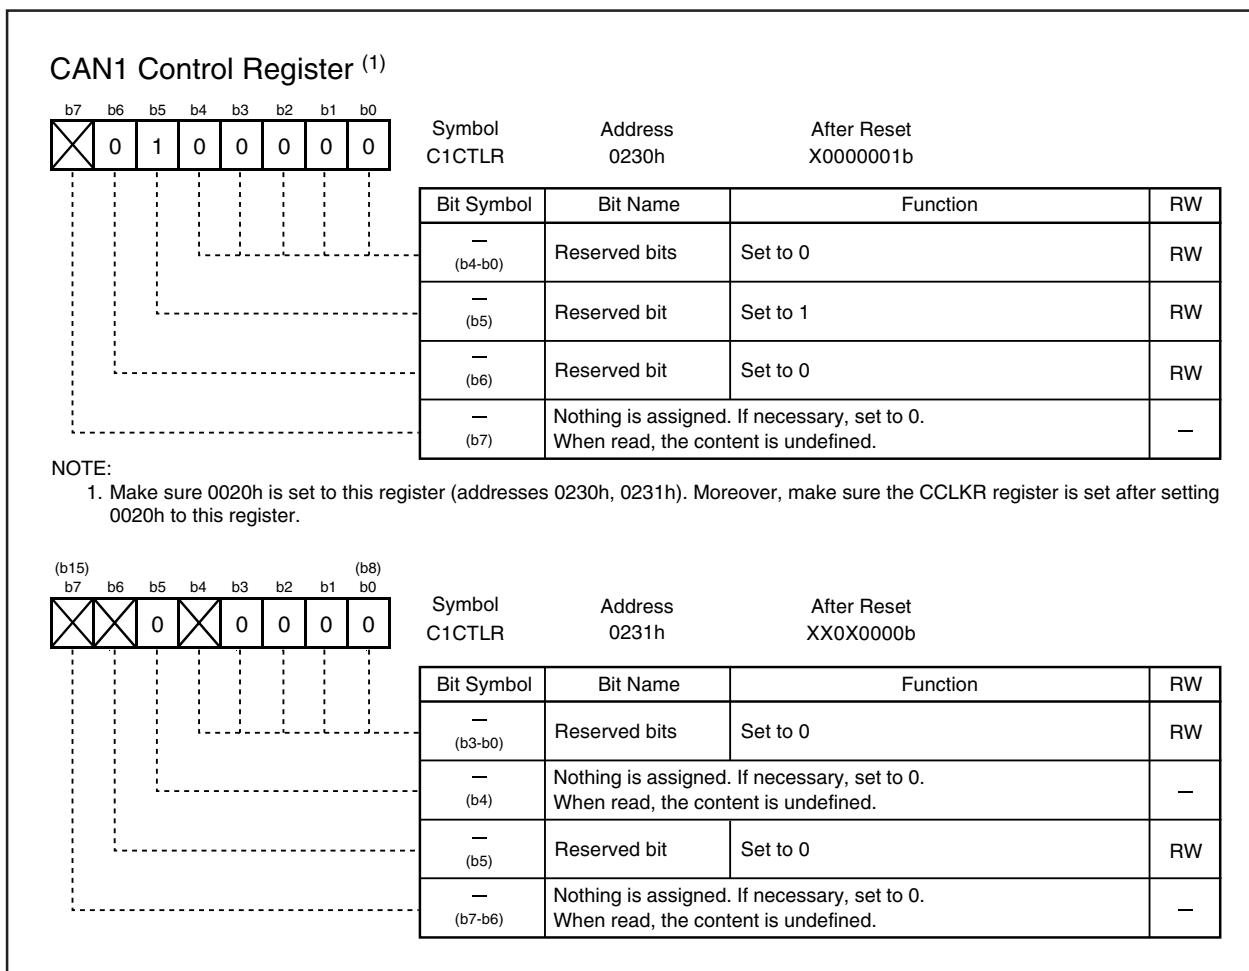 CAN1 Control Register (1)
b7 b6 b5 b4 b3 b2 b1 b0
0 1 0 0 0 0 0
Symbol Address After Reset
C1CTLR 0230h X0000001b
Bit Symbol Bit Name Function RW
— (b4-b0) Reserved bits Set to 0 RW
— (b5) Reserved bit Set to 1 RW
— (b6) Reserved bit Set to 0 RW
— (b7) Nothing is assigned. If necessary, set to 0.
When read, the content is undefined. —
NOTE:
1. Make sure 0020h is set to this register (addresses 0230h, 0231h). Moreover, make sure the CCLKR register is set after setting
0020h to this register.
(b15) (b8)
b7 b6 b5 b4 b3 b2 b1 b0
0 0 0 0 0
Symbol Address After Reset
C1CTLR 0231h XX0X0000b
Bit Symbol Bit Name Function RW
— (b3-b0) Reserved bits Set to 0 RW
— (b4) Nothing is assigned. If necessary, set to 0.
When read, the content is undefined. —
— (b5) Reserved bit Set to 0 RW
— (b7-b6) Nothing is assigned. If necessary, set to 0.
When read, the content is undefined. —